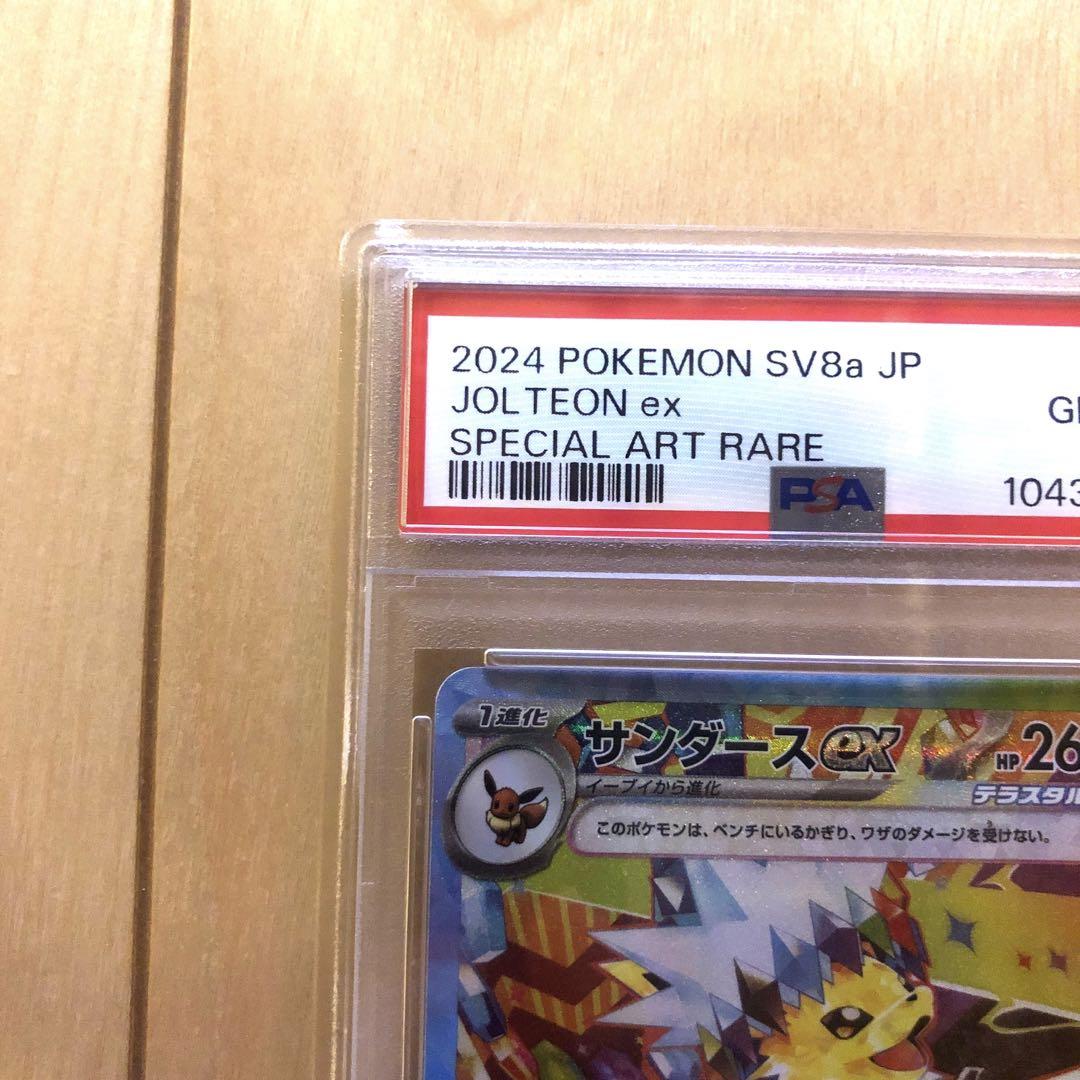 2024 POKEMON SV8a JP
JOLTEON ex
GE
SPECIAL ART RARE
PSA
1043
1進化
サンダースex
HP 26
イーブイから進化
テラスタル
このポケモンは、ベンチにいるかぎり、ワザのダメージを受けない。